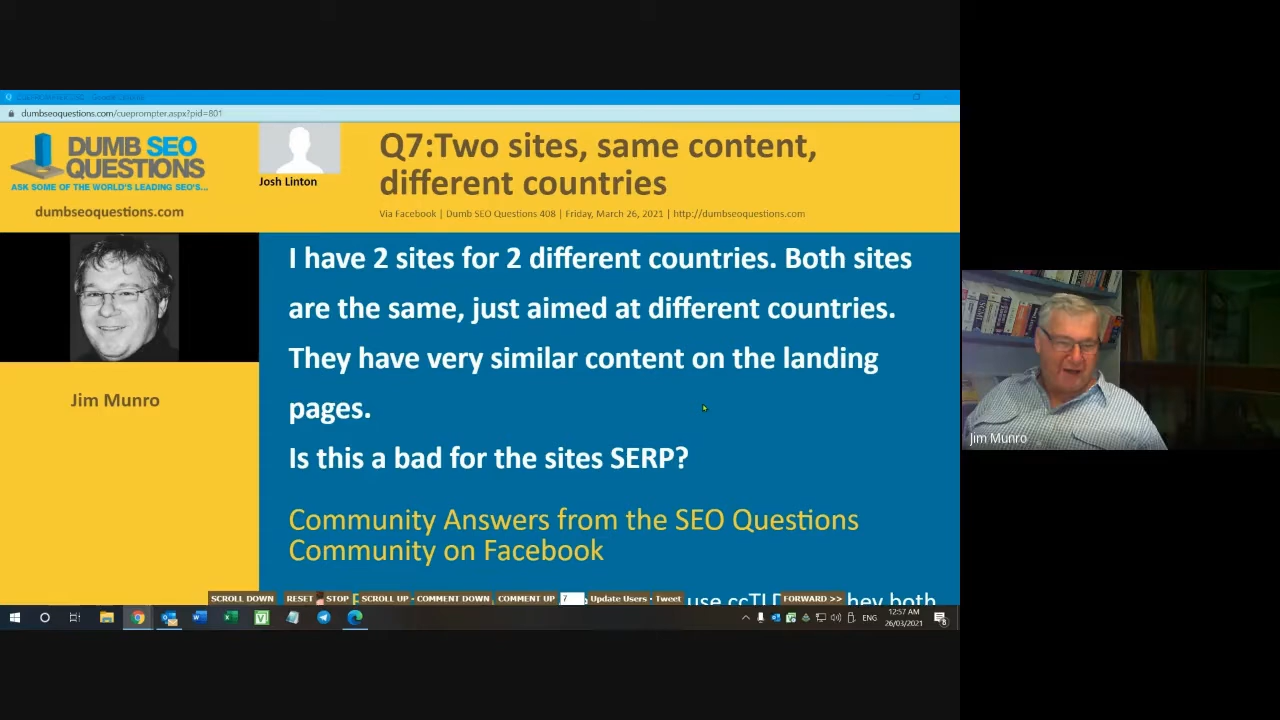 dumbseoquestions.com/cueprompter.aspx?pid=801
DUMB SEO
QUESTIONS
ASK SOME OF THE WORLD'S LEADING SEO'S...
dumbseoquestions.com
Josh Linton
Q7:Two sites, same content,
different countries
Via Facebook | Dumb SEO Questions 408 | Friday, March 26, 2021 | http://dumbseoquestions.com
Jim Munro
I have 2 sites for 2 different countries. Both sites
are the same, just aimed at different countries.
They have very similar content on the landing
pages.
Is this a bad for the sites SERP?
Community Answers from the SEO Questions
Community on Facebook
use ccTLD hey both
SCROLL DOWN RESET STOP SCROLL UP - COMMENT DOWN COMMENT UP 7 Update Users • Tweet FORWARD >>
ENG
12:57 AM
26/03/2021
Jim Munro